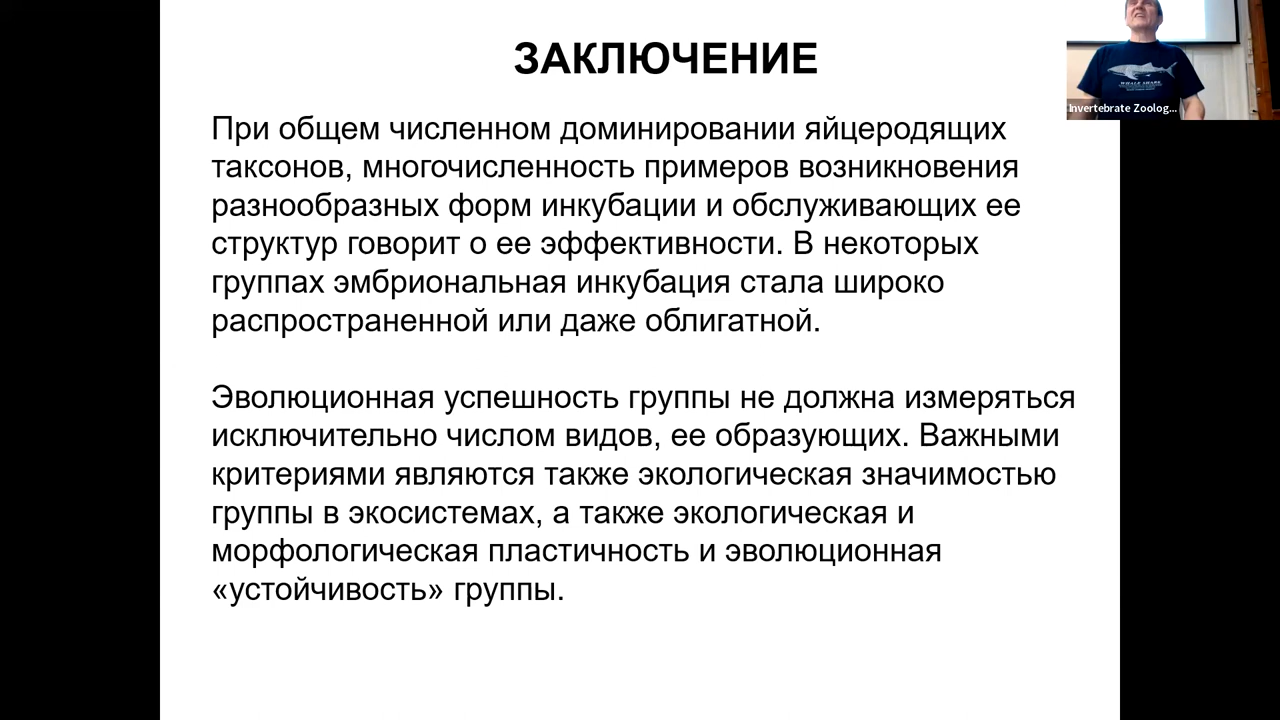 ЗАКЛЮЧЕНИЕ
При общем численном доминировании яйцеродящих
таксонов, многочисленность примеров возникновения
разнообразных форм инкубации и обслуживающих ее
структур говорит о ее эффективности. В некоторых
группах эмбриональная инкубация стала широко
распространенной или даже облигатной.
Эволюционная успешность группы не должна измеряться
исключительно числом видов, ее образующих. Важными
критериями являются также экологическая значимостью
группы в экосистемах, а также экологическая и
морфологическая пластичность и эволюционная
«устойчивость» группы.
WHALE SHARK
Invertebrate Zoolog...